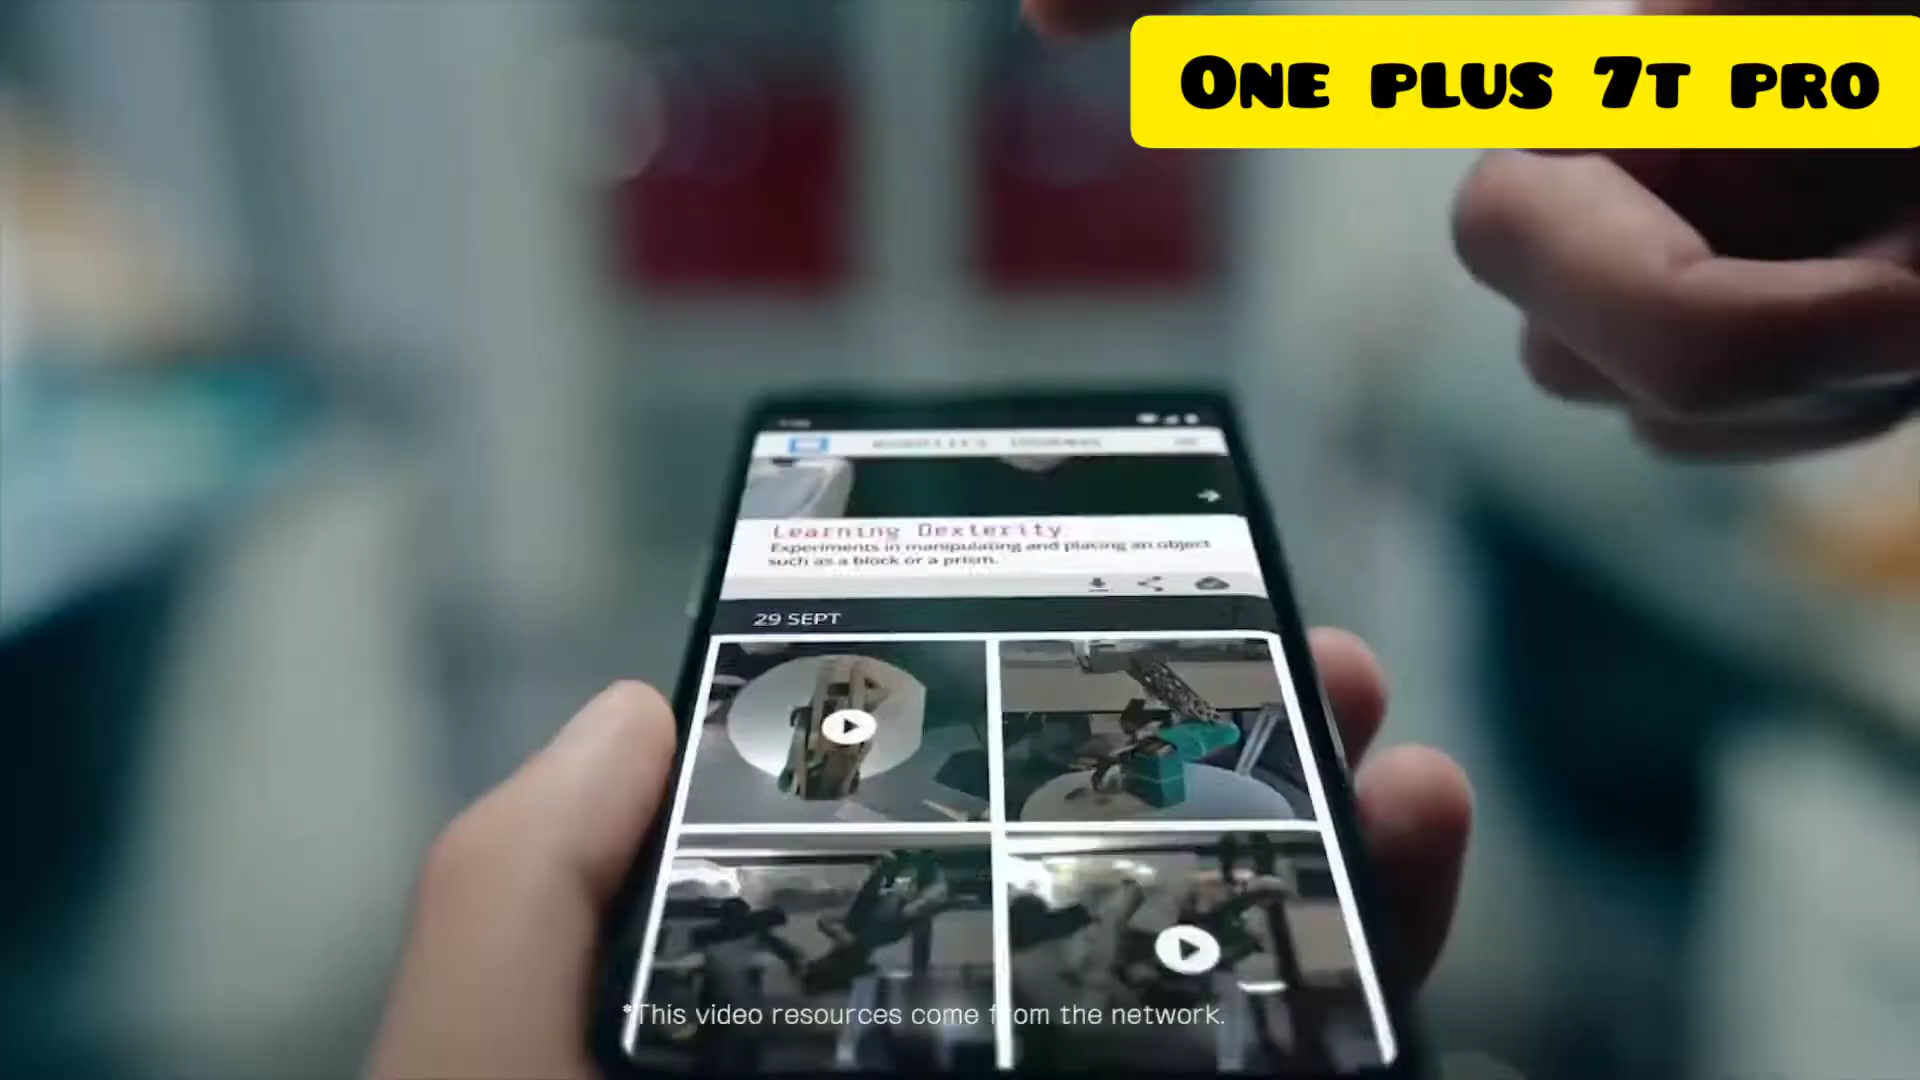 One plus 7T pro
Learning Dexterity
Experiments in manipulating and placing an object
such as a block or a prism.
29 SEPT
*This video resources come from the network.